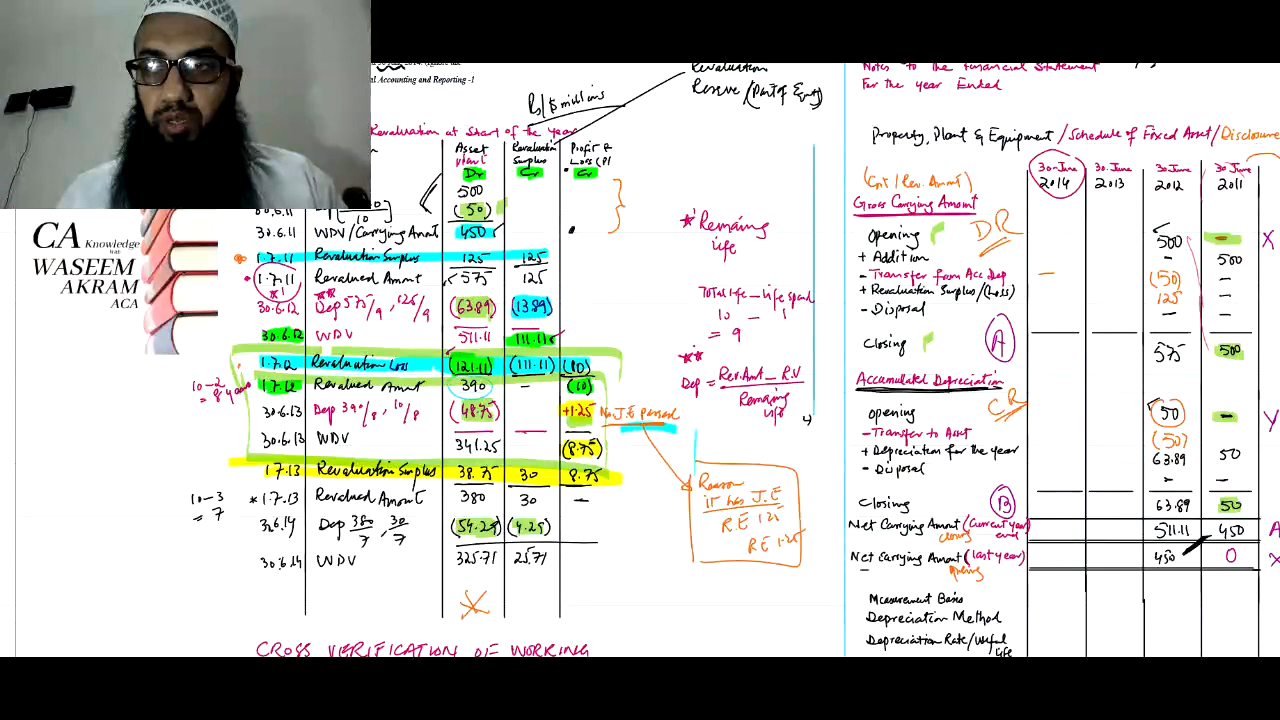 al Accounting and Reporting -1
Rs/$ millions
Revaluation at Start of the year
Asset
Dr
Revaluation
Surplus
Cr
Profit &
Loss (P/
Cr
500
10 (50)
30.6.11 WDV/Carrying Amnt 450
1.7.11 Revaluation Surplus 125 125
1.7.11 Revalued Amnt 575 125
*1
30.6.12 Dep 575/9, 125/9 (63.89) (13.89)
30.6.12 WDV 511.11 111.11
1.7.12 Revaluation Loss (121.11) (111.11) (10)
1.7.12 Revalued Amnt 390 - (10)
10-2
= 8
30.6.13 Dep 390/8, 10/8 (48.75) +1.25
30.6.13 WDV 341.25 — (8.75)
1.7.13 Revaluation Surplus 38.75 30 8.75
10-3
= 7
*1.7.13 Revalued Amount 380 30 -
Dep 380/7, 30/7 (54.29) (4.29)
30.6.14 WDV 325.71 25.71
CROSS VERIFICATION OF WORKING
CA Knowledge
with
WASEEM
AKRAM
ACA
Revaluation
Reserve/(Part of Equity)
* Remaining
life
Total life - life spend
10 - 1
= 9
**
Dep = Rev.Amt - R.V
Remaining
life
No J.E passed
Reason
it has J.E
RE 1.25
RE 1.25
Notes to the Financial Statement
For the year Ended
Property, Plant & Equipment/Schedule of Fixed Asset/Disclosure
30-June
2014
30.June
2013
30 June
2012
30.June
2011
(Cost/Rev. Amount)
Gross Carrying Amount
DR
Opening 500 - X
+ Addition - 500
- Transfer from Acc.Dep - (50) -
+ Revaluation Surplus/(Loss) 125 -
- Disposal - -
Closing A 575 500
Accumulated Depreciation
CR
opening 50 - Y
- Transfer to Asset (50)
+ Depreciation for the year 63.89 50
- Disposal - -
Closing B 63.89 50
Net Carrying Amount (Current year 511.11 450 A
closing
Net Carrying Amount (last year) 450 0 X
opening
Measurement Basis
Depreciation Method
Depreciation Rate/Useful
life